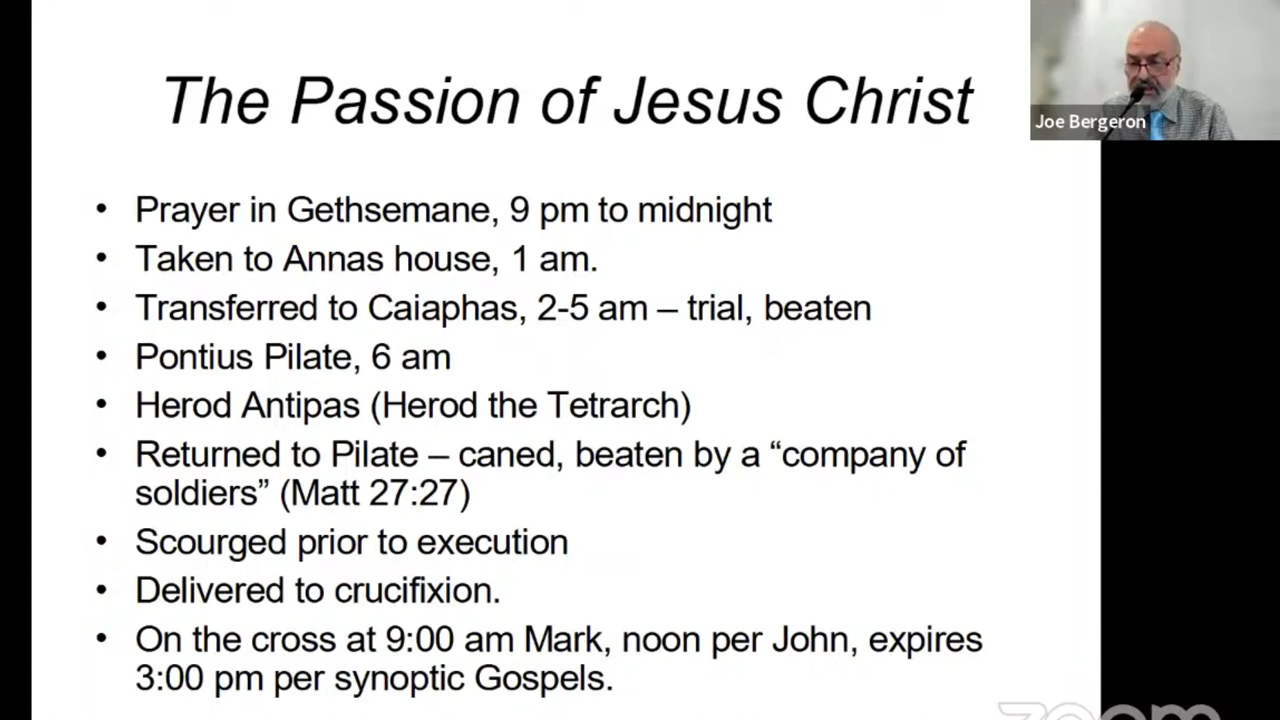 The Passion of Jesus Christ
Joe Bergeron
• Prayer in Gethsemane, 9 pm to midnight
• Taken to Annas house, 1 am.
• Transferred to Caiaphas, 2-5 am – trial, beaten
• Pontius Pilate, 6 am
• Herod Antipas (Herod the Tetrarch)
• Returned to Pilate – caned, beaten by a “company of
soldiers” (Matt 27:27)
• Scourged prior to execution
• Delivered to crucifixion.
• On the cross at 9:00 am Mark, noon per John, expires
3:00 pm per synoptic Gospels.
zoom